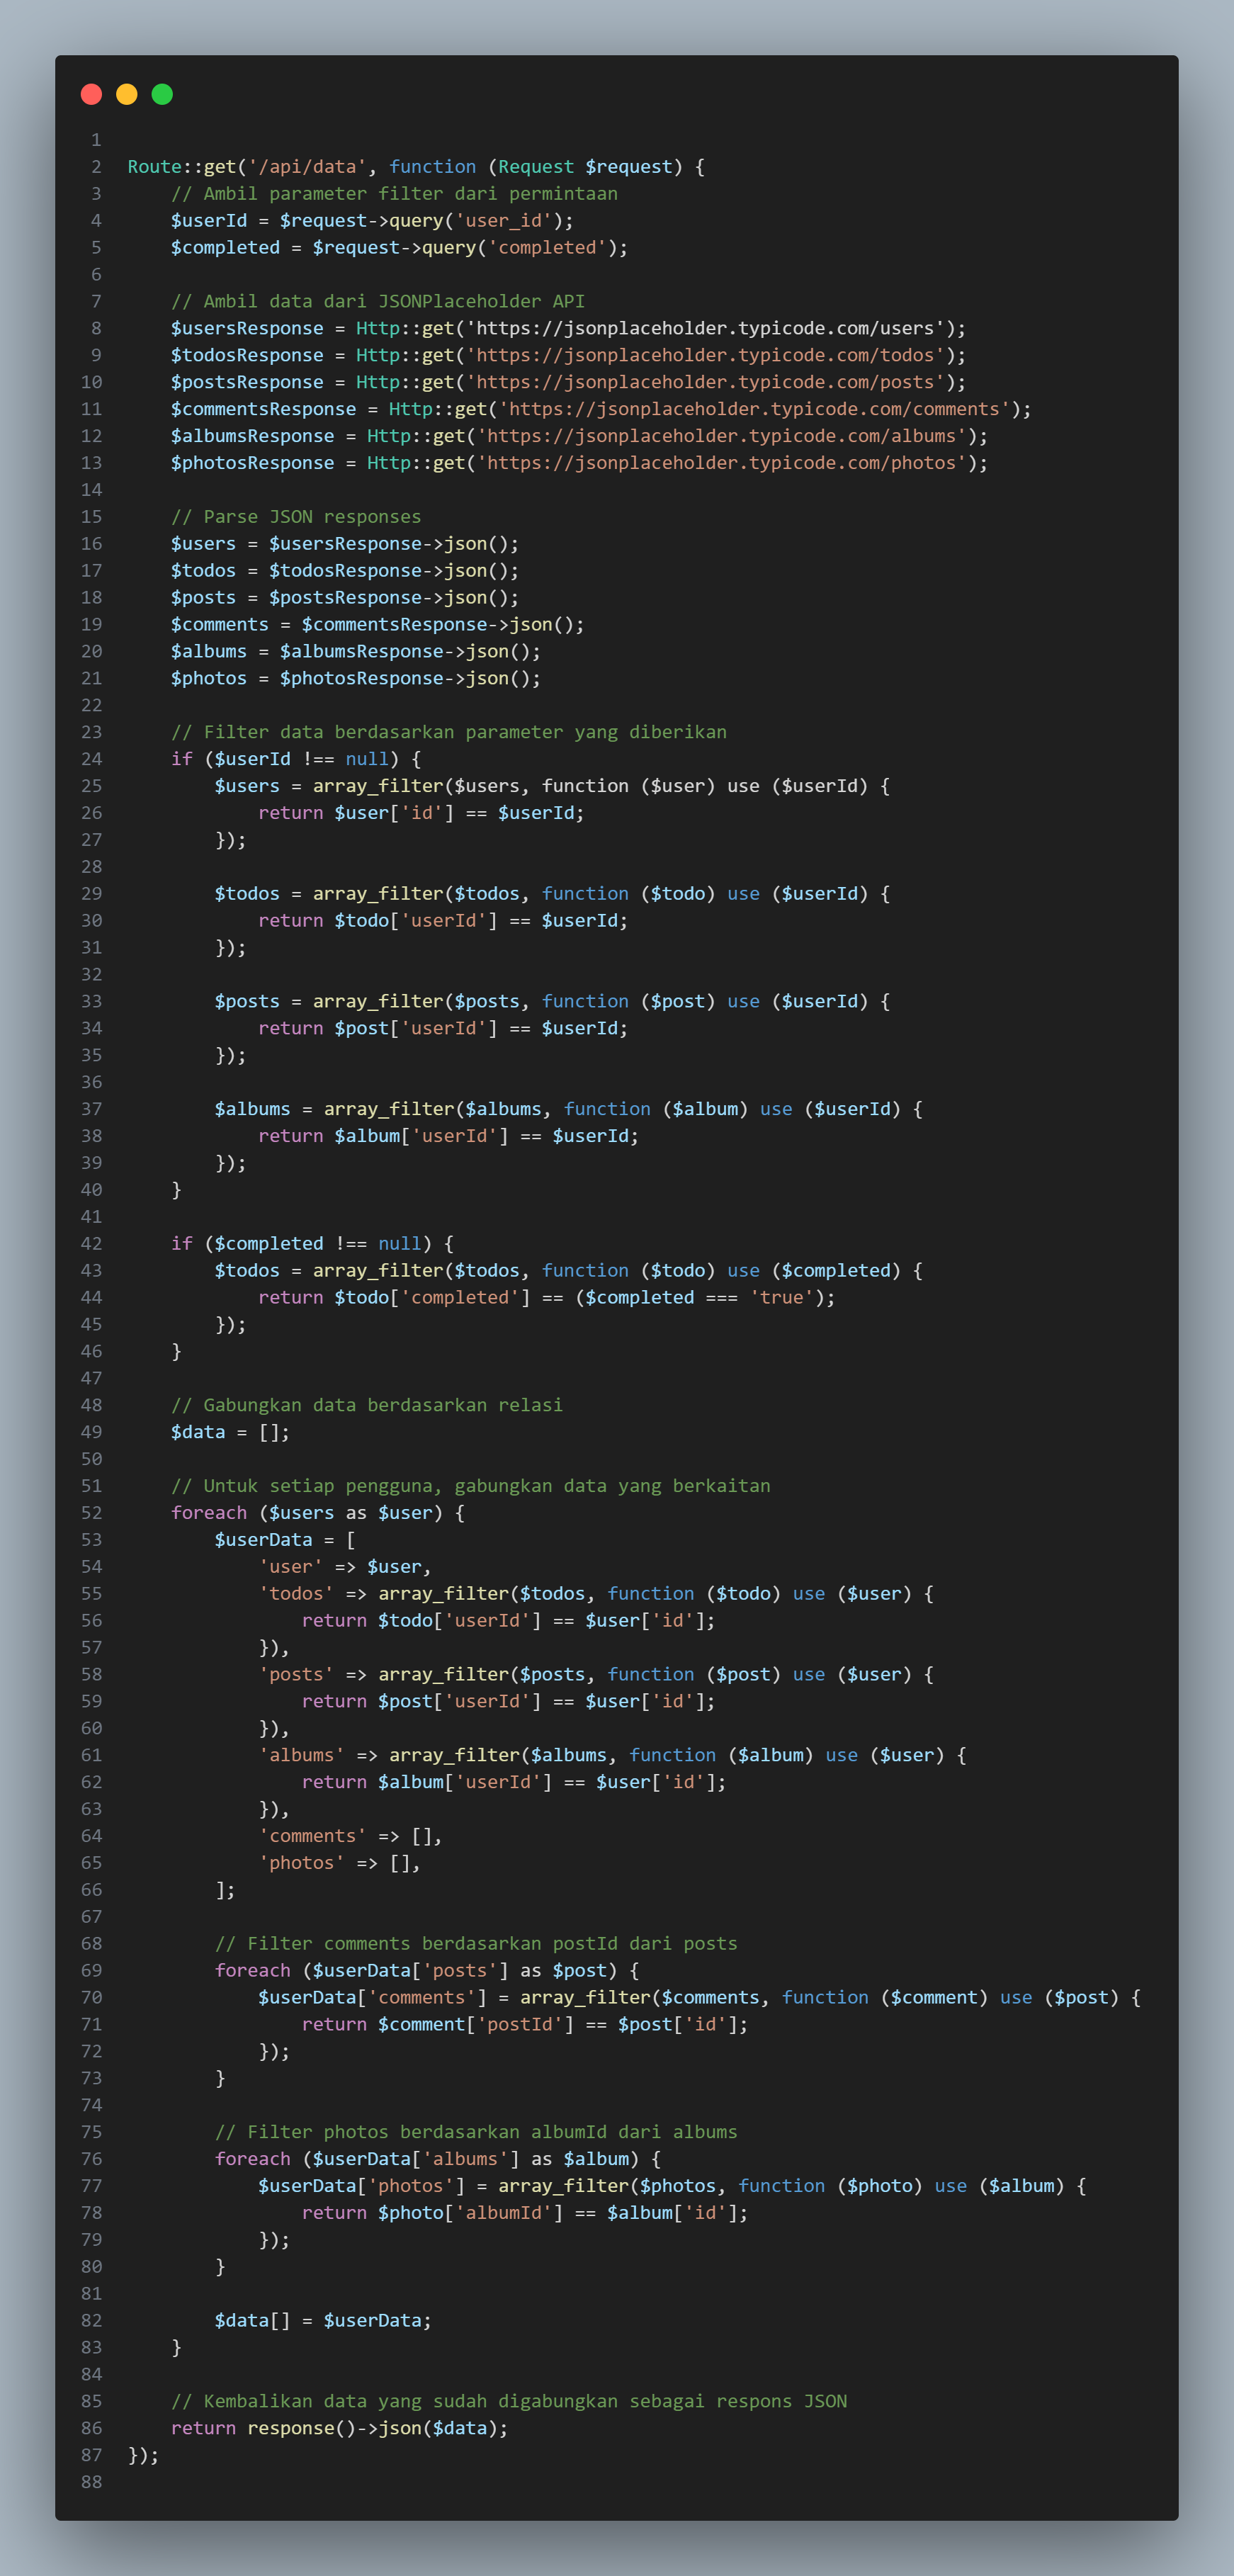 1
2 Route::get('/api/data', function (Request $request) {
3     // Ambil parameter filter dari permintaan
4     $userId = $request->query('user_id');
5     $completed = $request->query('completed');
6
7     // Ambil data dari JSONPlaceholder API
8     $usersResponse = Http::get('https://jsonplaceholder.typicode.com/users');
9     $todosResponse = Http::get('https://jsonplaceholder.typicode.com/todos');
10     $postsResponse = Http::get('https://jsonplaceholder.typicode.com/posts');
11     $commentsResponse = Http::get('https://jsonplaceholder.typicode.com/comments');
12     $albumsResponse = Http::get('https://jsonplaceholder.typicode.com/albums');
13     $photosResponse = Http::get('https://jsonplaceholder.typicode.com/photos');
14
15     // Parse JSON responses
16     $users = $usersResponse->json();
17     $todos = $todosResponse->json();
18     $posts = $postsResponse->json();
19     $comments = $commentsResponse->json();
20     $albums = $albumsResponse->json();
21     $photos = $photosResponse->json();
22
23     // Filter data berdasarkan parameter yang diberikan
24     if ($userId !== null) {
25         $users = array_filter($users, function ($user) use ($userId) {
26             return $user['id'] == $userId;
27         });
28
29         $todos = array_filter($todos, function ($todo) use ($userId) {
30             return $todo['userId'] == $userId;
31         });
32
33         $posts = array_filter($posts, function ($post) use ($userId) {
34             return $post['userId'] == $userId;
35         });
36
37         $albums = array_filter($albums, function ($album) use ($userId) {
38             return $album['userId'] == $userId;
39         });
40     }
41
42     if ($completed !== null) {
43         $todos = array_filter($todos, function ($todo) use ($completed) {
44             return $todo['completed'] == ($completed === 'true');
45         });
46     }
47
48     // Gabungkan data berdasarkan relasi
49     $data = [];
50
51     // Untuk setiap pengguna, gabungkan data yang berkaitan
52     foreach ($users as $user) {
53         $userData = [
54             'user' => $user,
55             'todos' => array_filter($todos, function ($todo) use ($user) {
56                 return $todo['userId'] == $user['id'];
57             }),
58             'posts' => array_filter($posts, function ($post) use ($user) {
59                 return $post['userId'] == $user['id'];
60             }),
61             'albums' => array_filter($albums, function ($album) use ($user) {
62                 return $album['userId'] == $user['id'];
63             }),
64             'comments' => [],
65             'photos' => [],
66         ];
67
68         // Filter comments berdasarkan postId dari posts
69         foreach ($userData['posts'] as $post) {
70             $userData['comments'] = array_filter($comments, function ($comment) use ($post) {
71                 return $comment['postId'] == $post['id'];
72             });
73         }
74
75         // Filter photos berdasarkan albumId dari albums
76         foreach ($userData['albums'] as $album) {
77             $userData['photos'] = array_filter($photos, function ($photo) use ($album) {
78                 return $photo['albumId'] == $album['id'];
79             });
80         }
81
82         $data[] = $userData;
83     }
84
85     // Kembalikan data yang sudah digabungkan sebagai respons JSON
86     return response()->json($data);
87 });
88